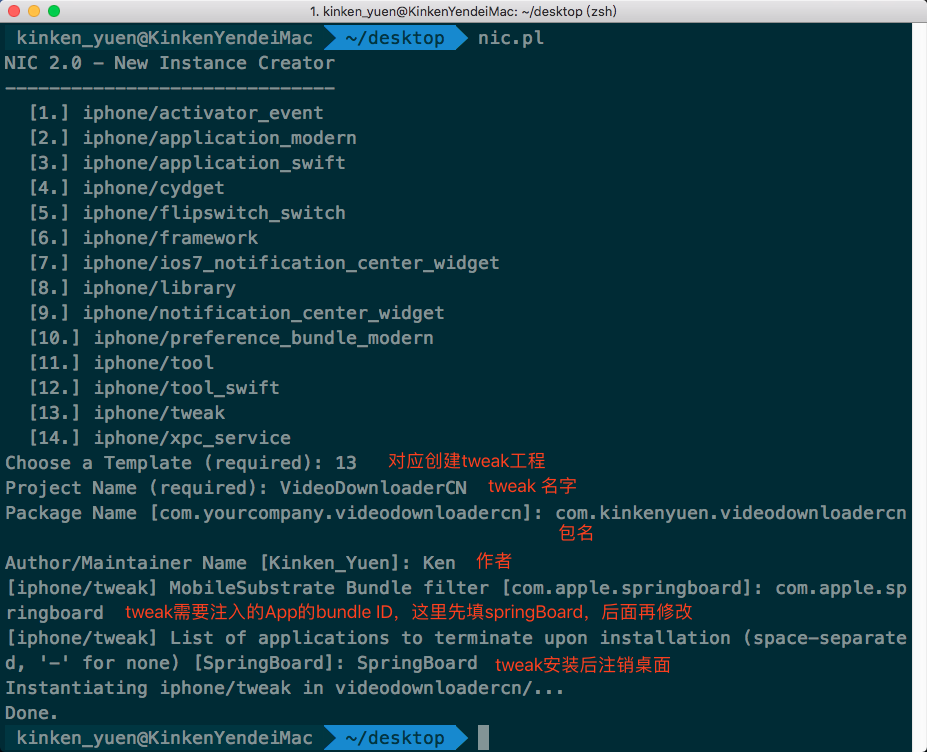 1. kinken_yuen@KinkenYendeiMac: ~/desktop (zsh)
kinken_yuen@KinkenYendeiMac ~/desktop nic.pl
NIC 2.0 - New Instance Creator
------------------------------
[1.] iphone/activator_event
[2.] iphone/application_modern
[3.] iphone/application_swift
[4.] iphone/cydget
[5.] iphone/flipswitch_switch
[6.] iphone/framework
[7.] iphone/ios7_notification_center_widget
[8.] iphone/library
[9.] iphone/notification_center_widget
[10.] iphone/preference_bundle_modern
[11.] iphone/tool
[12.] iphone/tool_swift
[13.] iphone/tweak
[14.] iphone/xpc_service
Choose a Template (required): 13 对应创建tweak工程
Project Name (required): VideoDownloaderCN tweak 名字
Package Name [com.yourcompany.videodownloadercn]: com.kinkenyuen.videodownloadercn
包名
Author/Maintainer Name [Kinken_Yuen]: Ken 作者
[iphone/tweak] MobileSubstrate Bundle filter [com.apple.springboard]: com.apple.sp
ringboard tweak需要注入的App的bundle ID，这里先填springBoard，后面再修改
[iphone/tweak] List of applications to terminate upon installation (space-separate
d, '-' for none) [SpringBoard]: SpringBoard tweak安装后注销桌面
Instantiating iphone/tweak in videodownloadercn/...
Done.
kinken_yuen@KinkenYendeiMac ~/desktop